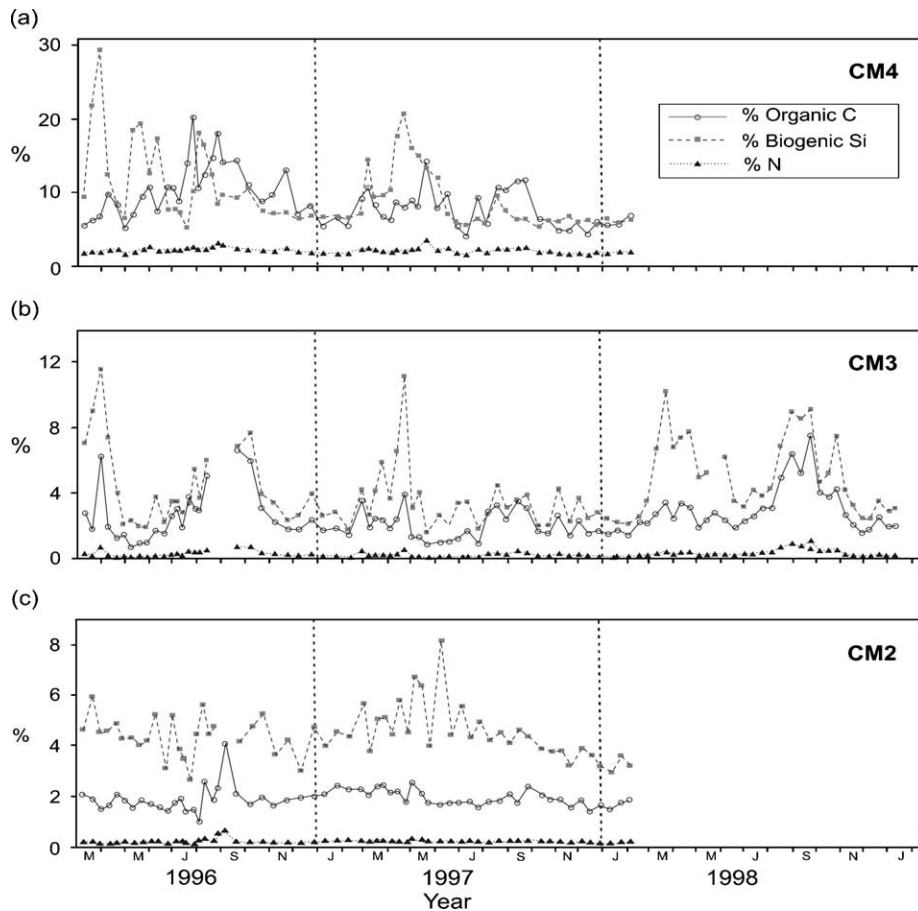 (a)
30
20
%
10
0
CM4
% Organic C
% Biogenic Si
% N
(b)
12
8
%
4
0
CM3
(c)
8
6
%
4
2
0
CM2
M M J S N J M M J S N J M M J S N J
1996 1997 1998
Year